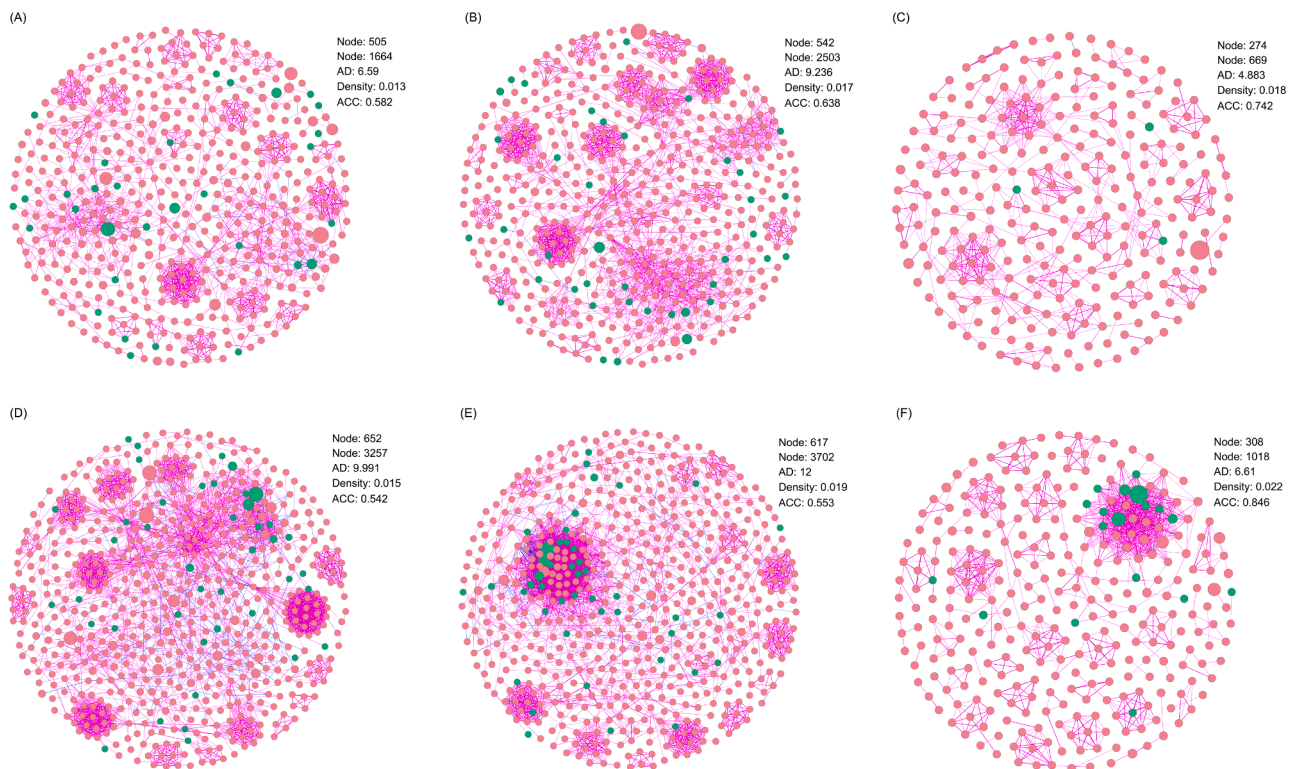 (A)
Node: 505
Node: 1664
AD: 6.59
Density: 0.013
ACC: 0.582
(B)
Node: 542
Node: 2503
AD: 9.236
Density: 0.017
ACC: 0.638
(C)
Node: 274
Node: 669
AD: 4.883
Density: 0.018
ACC: 0.742
(D)
Node: 652
Node: 3257
AD: 9.991
Density: 0.015
ACC: 0.542
(E)
Node: 617
Node: 3702
AD: 12
Density: 0.019
ACC: 0.553
(F)
Node: 308
Node: 1018
AD: 6.61
Density: 0.022
ACC: 0.846